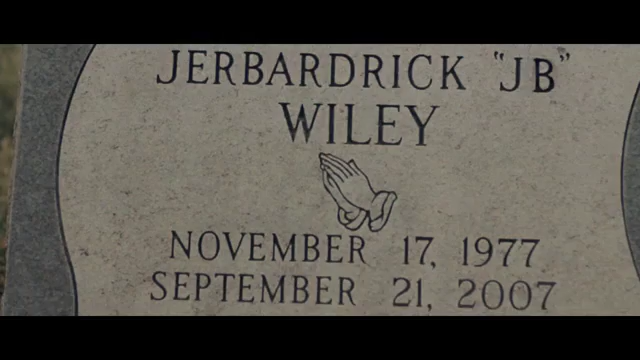 JERBARDRICK "JB"
WILEY
NOVEMBER 17, 1977
SEPTEMBER 21, 2007